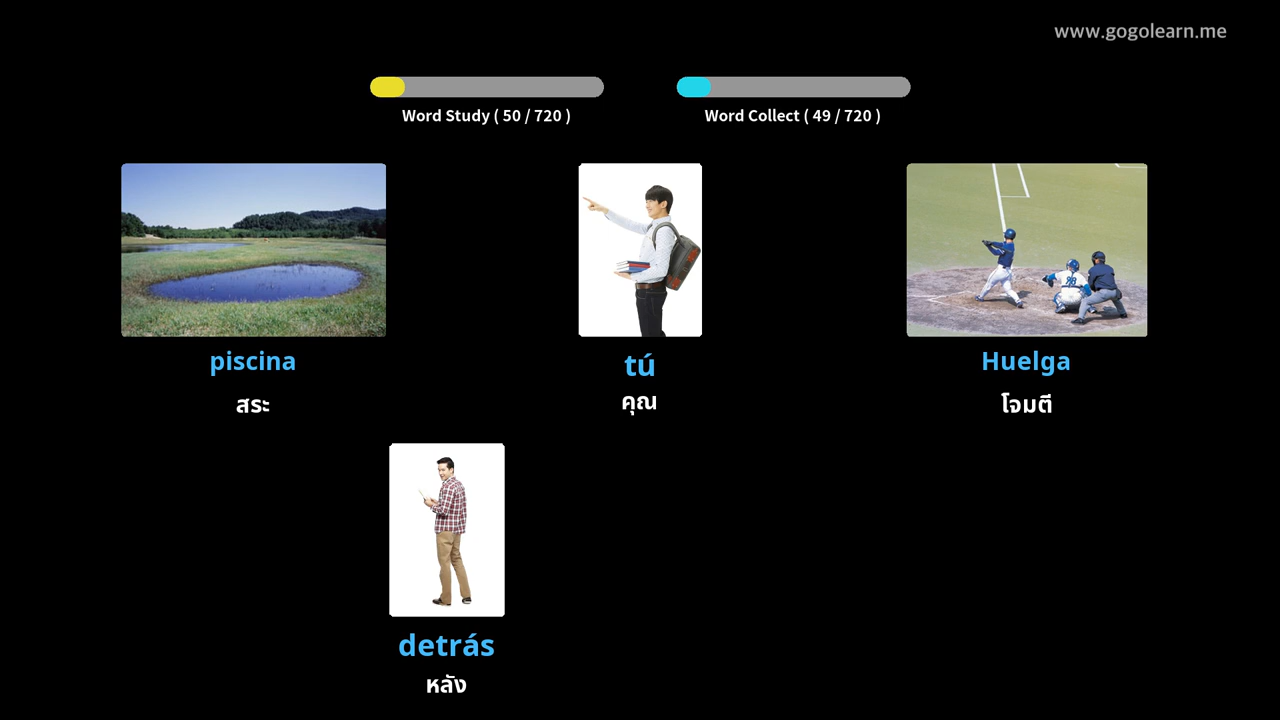 www.gogolearn.me
Word Study ( 50 / 720 )
Word Collect ( 49 / 720 )
piscina
สระ
tú
คุณ
Huelga
โจมตี
detrás
หลัง